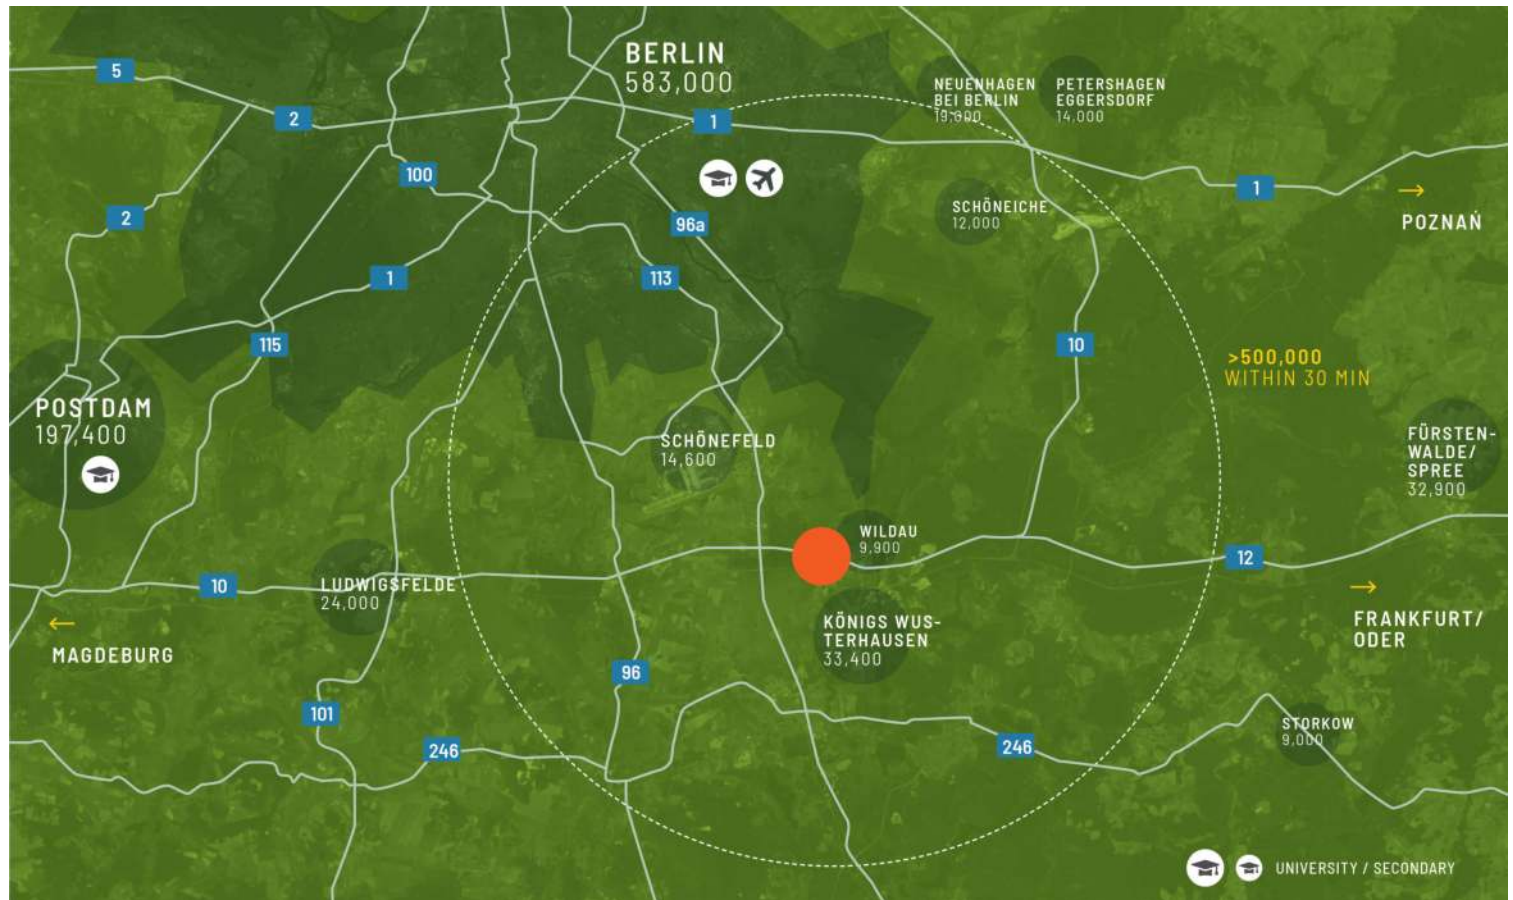 BERLIN
583,000
5
2
1
100
2
96a
113
1
115
NEUENHAGEN
BEI BERLIN
19,000
PETERSHAGEN
EGGERSDORF
14.000
SCHÖNEICHE
12,000
1
→
POZNAŃ
10
>500,000
WITHIN 30 MIN
POSTDAM
197,400
SCHÖNEFELD
14,600
FÜRSTEN-
WALDE/
SPREE
32,900
WILDAU
9,900
12
→
FRANKFURT/
ODER
10
LUDWIGSFELDE
24,000
←
MAGDEBURG
KÖNIGS WUS-
TERHAUSEN
33,400
96
101
246
246
STORKOW
9,000
UNIVERSITY / SECONDARY